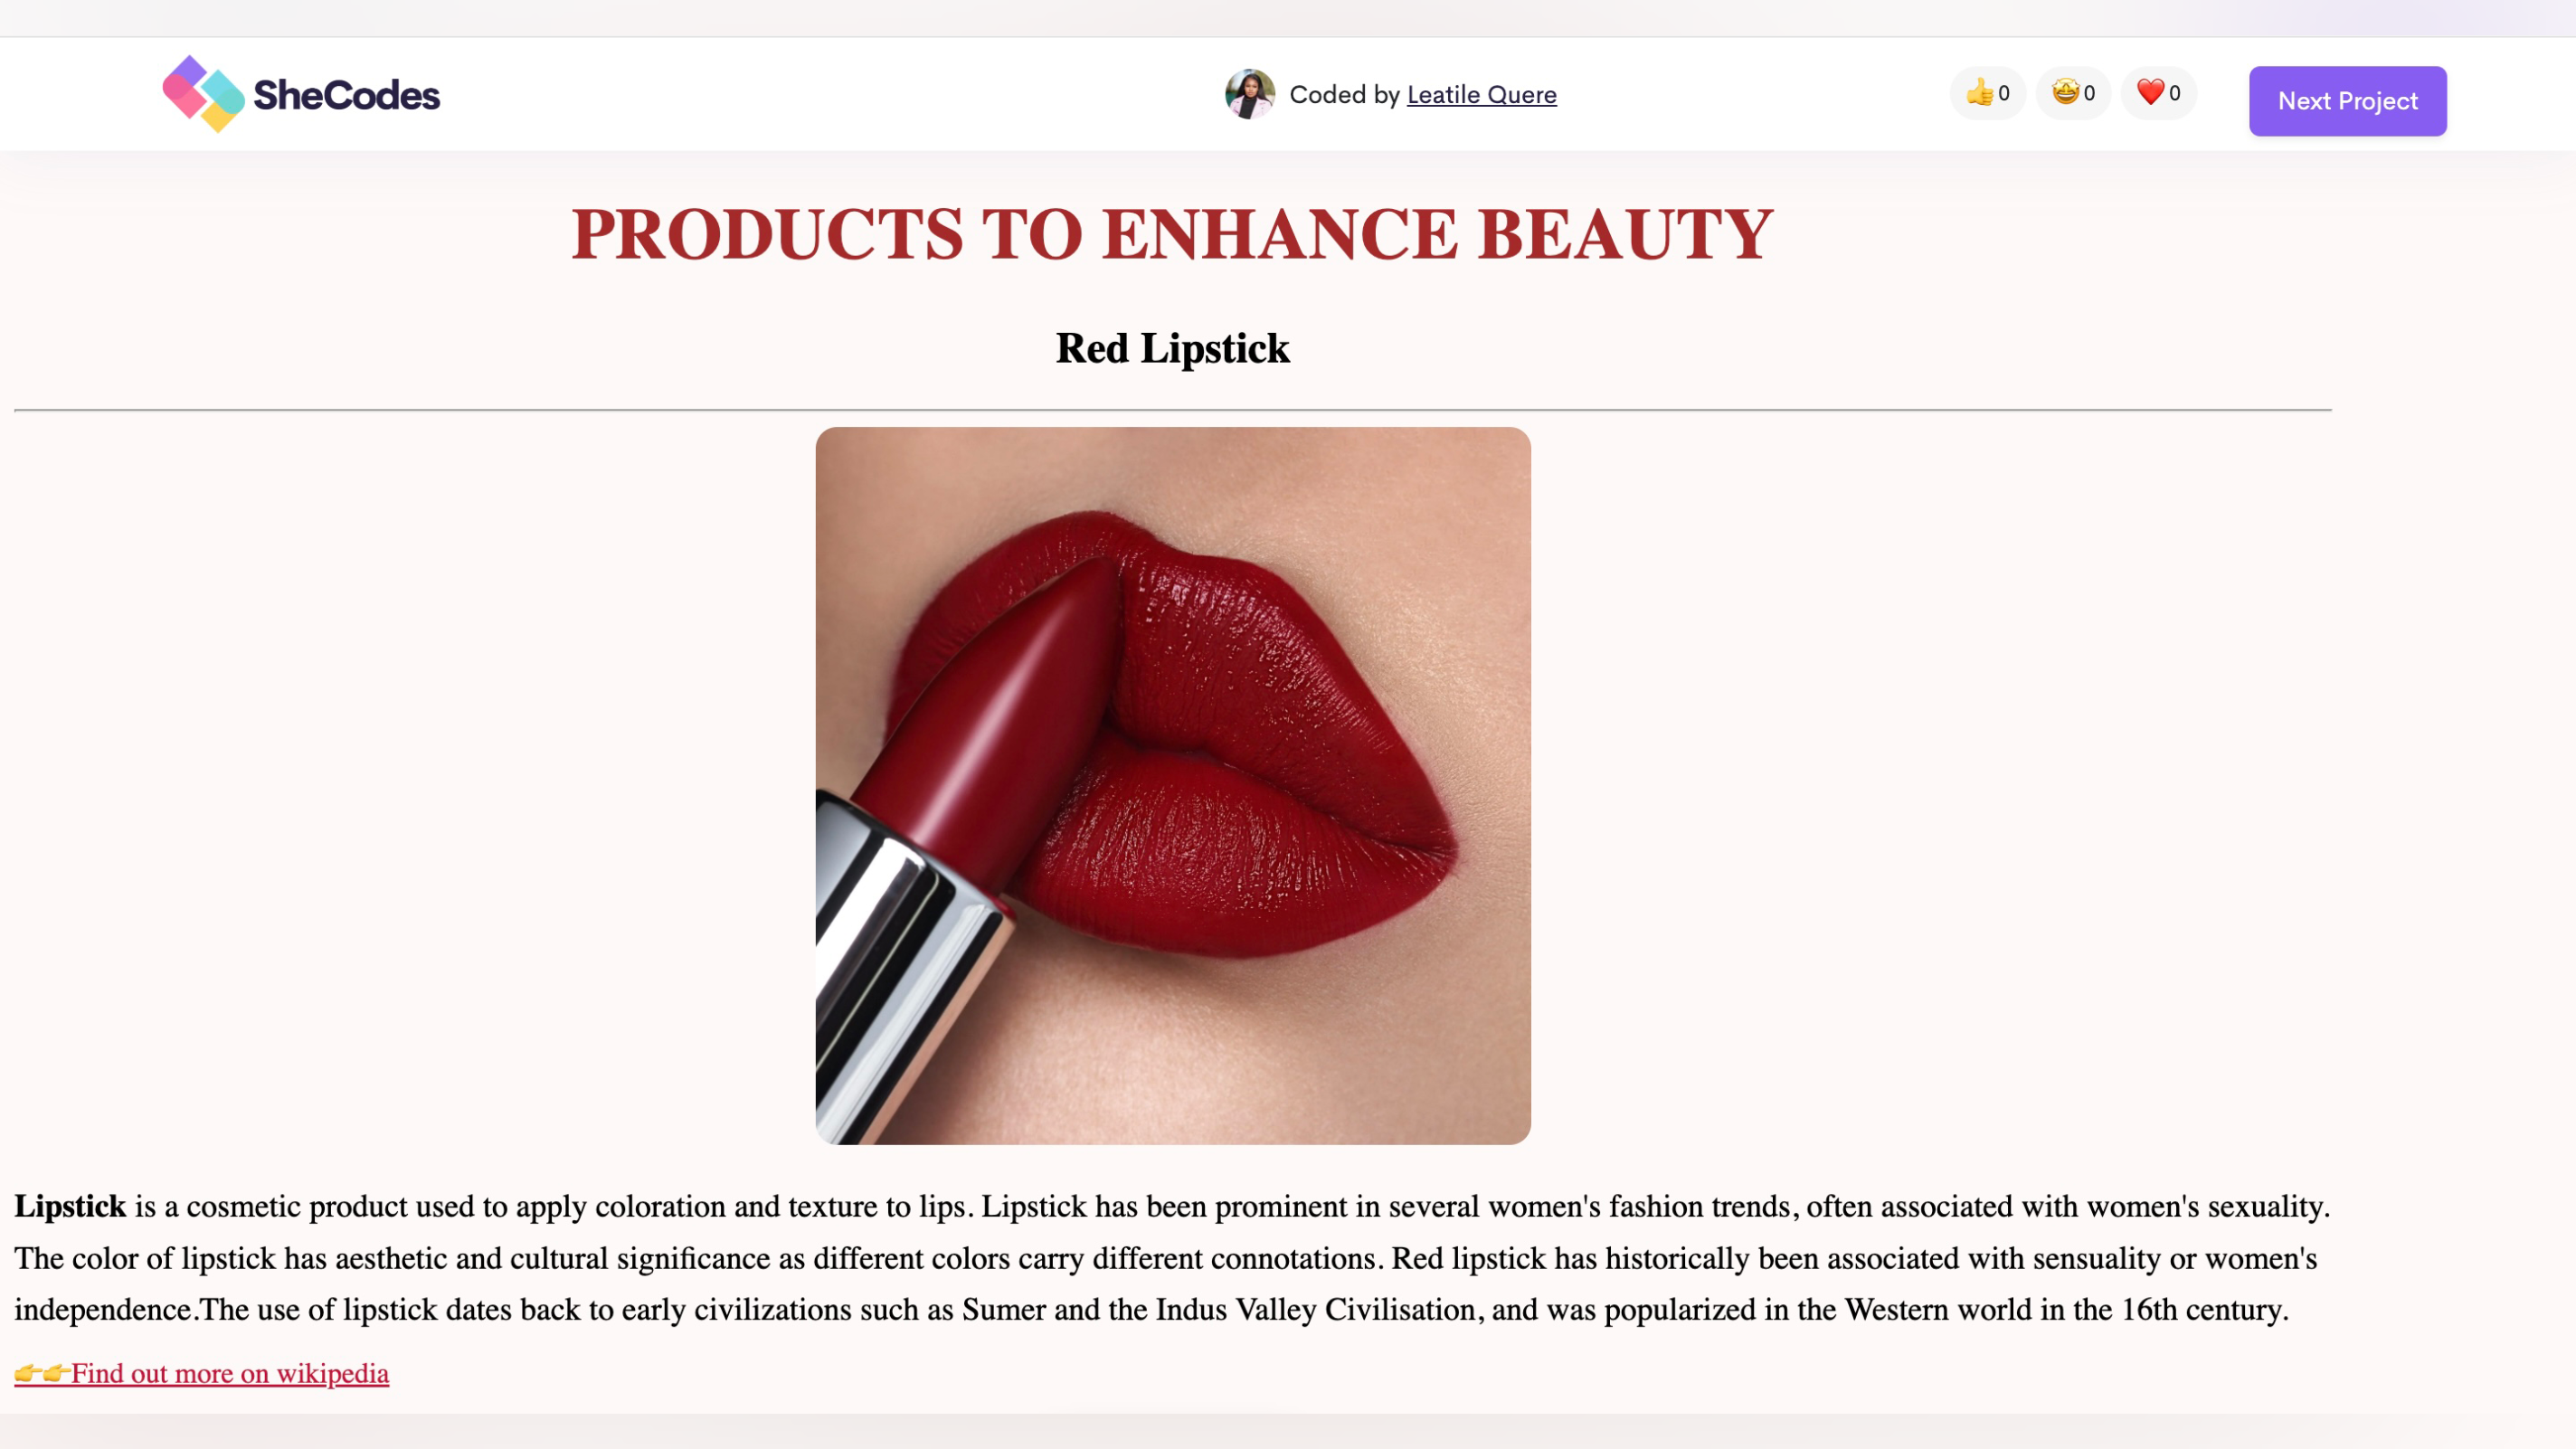 SheCodes
Coded by Leatile Quere
👍0 🤩0 ❤️0
Next Project
PRODUCTS TO ENHANCE BEAUTY
Red Lipstick
Lipstick is a cosmetic product used to apply coloration and texture to lips. Lipstick has been prominent in several women's fashion trends, often associated with women's sexuality.
The color of lipstick has aesthetic and cultural significance as different colors carry different connotations. Red lipstick has historically been associated with sensuality or women's
independence.The use of lipstick dates back to early civilizations such as Sumer and the Indus Valley Civilisation, and was popularized in the Western world in the 16th century.
👉👉Find out more on wikipedia